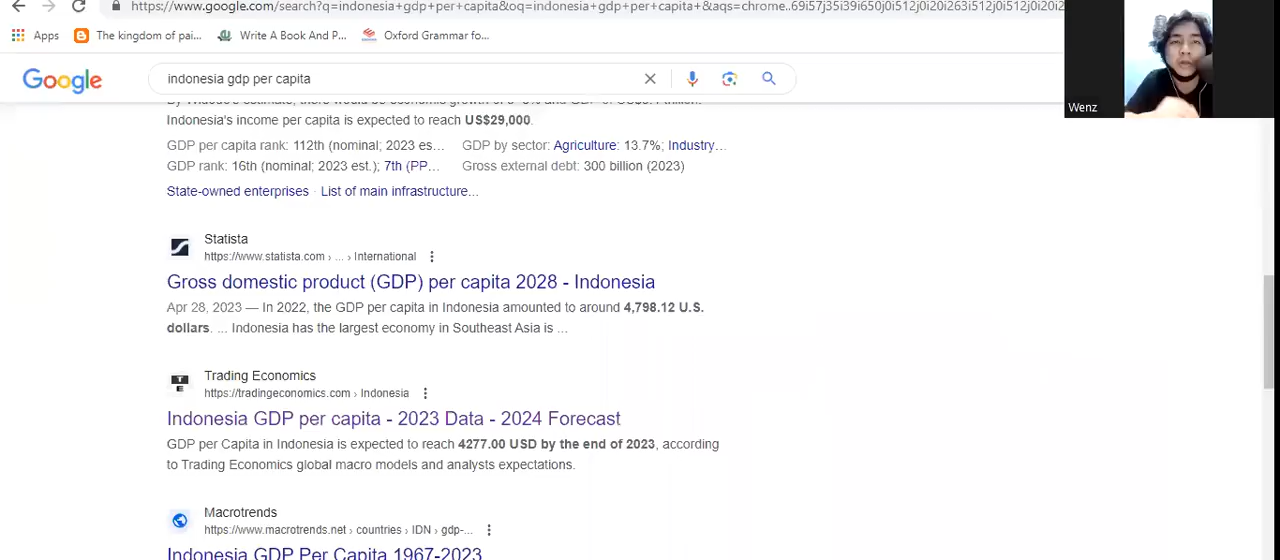 https://www.google.com/search?q=indonesia+gdp+per+capita&oq=indonesia+gdp+per+capita+&aqs=chrome..69i57j35i39i650j0i512j0i20i263i512j0i512j0i20i2
Apps The kingdom of pai... Write A Book And P... Oxford Grammar fo...
Wenz
Google indonesia gdp per capita
Indonesia's income per capita is expected to reach US$29,000.
GDP per capita rank: 112th (nominal; 2023 es... GDP by sector: Agriculture: 13.7%; Industry...
GDP rank: 16th (nominal; 2023 est.); 7th (PP... Gross external debt: 300 billion (2023)
State-owned enterprises · List of main infrastructure...
Statista
https://www.statista.com › ... › International
Gross domestic product (GDP) per capita 2028 - Indonesia
Apr 28, 2023 — In 2022, the GDP per capita in Indonesia amounted to around 4,798.12 U.S.
dollars. ... Indonesia has the largest economy in Southeast Asia is ...
Trading Economics
https://tradingeconomics.com › Indonesia
Indonesia GDP per capita - 2023 Data - 2024 Forecast
GDP per Capita in Indonesia is expected to reach 4277.00 USD by the end of 2023, according
to Trading Economics global macro models and analysts expectations.
Macrotrends
https://www.macrotrends.net › countries › IDN › gdp-...
Indonesia GDP Per Capita 1967-2023